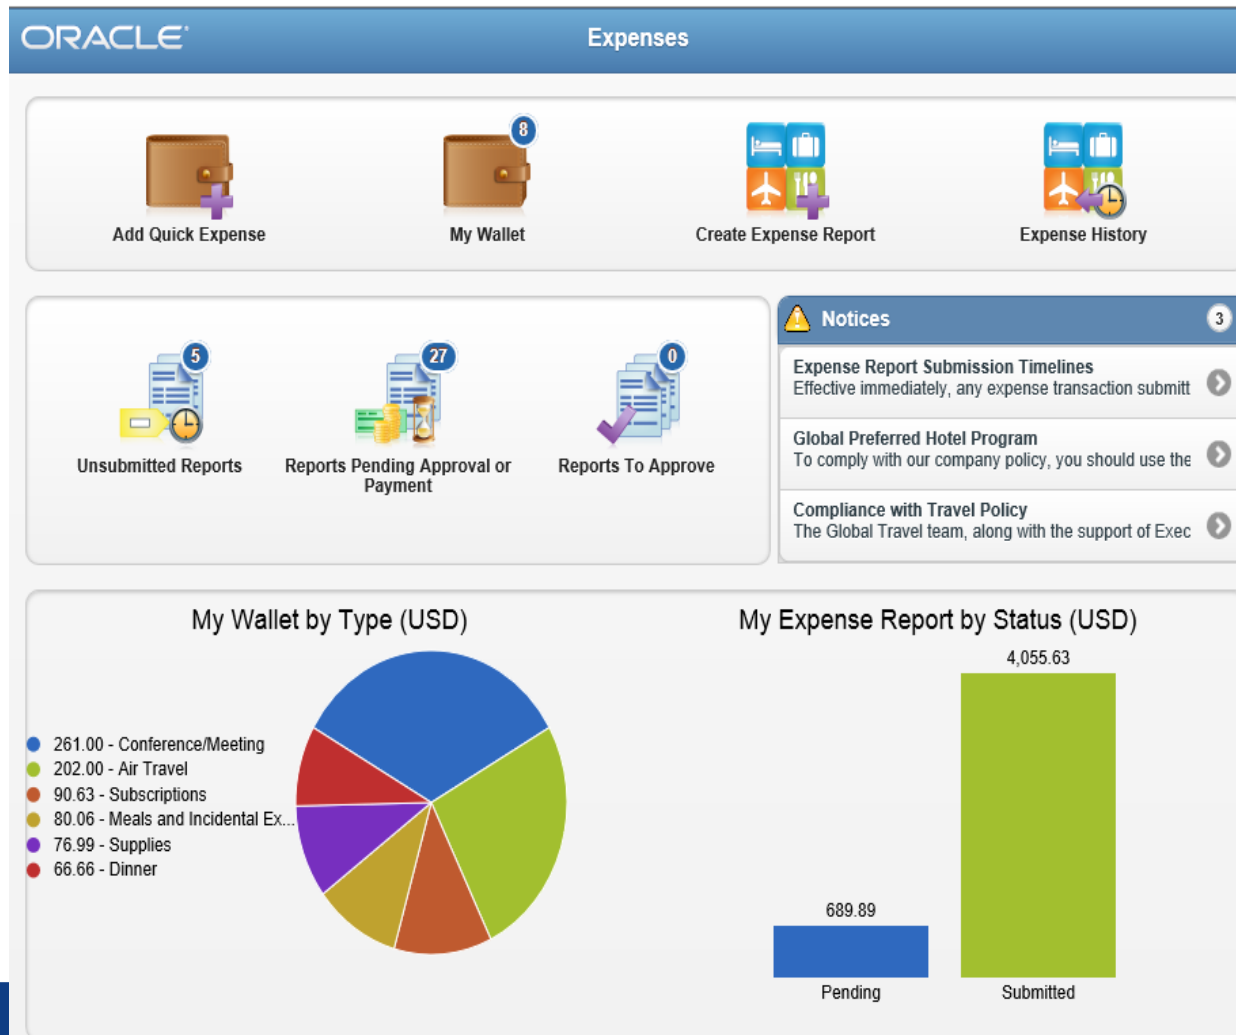 ORACLE
Expenses
8
Add Quick Expense
My Wallet
Create Expense Report
Expense History
5
27
0
Unsubmitted Reports
Reports Pending Approval or
Payment
Reports To Approve
Notices
3
Expense Report Submission Timelines
Effective immediately, any expense transaction submitt
Global Preferred Hotel Program
To comply with our company policy, you should use the
Compliance with Travel Policy
The Global Travel team, along with the support of Exec
My Wallet by Type (USD)
261.00 - Conference/Meeting
202.00 - Air Travel
90.63 - Subscriptions
80.06 - Meals and Incidental Ex...
76.99 - Supplies
66.66 - Dinner
My Expense Report by Status (USD)
4,055.63
689.89
Pending
Submitted